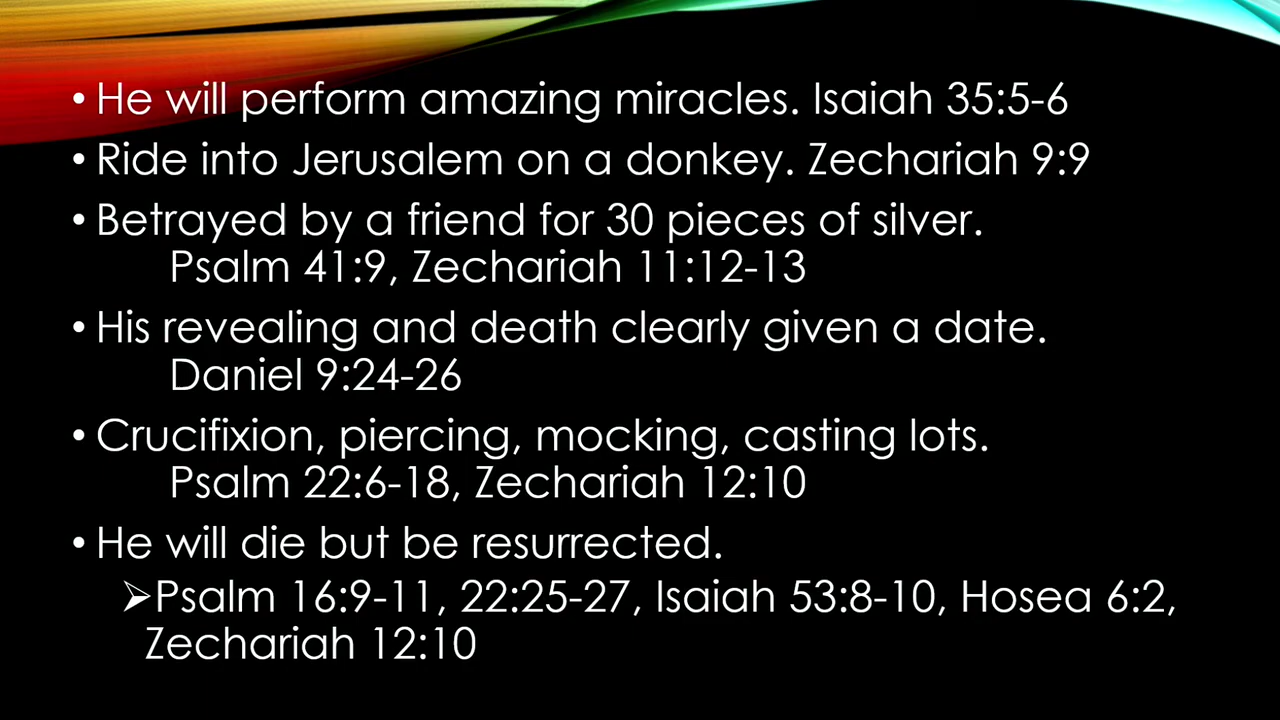 • He will perform amazing miracles. Isaiah 35:5-6
• Ride into Jerusalem on a donkey. Zechariah 9:9
• Betrayed by a friend for 30 pieces of silver.
Psalm 41:9, Zechariah 11:12-13
• His revealing and death clearly given a date.
Daniel 9:24-26
• Crucifixion, piercing, mocking, casting lots.
Psalm 22:6-18, Zechariah 12:10
• He will die but be resurrected.
➢Psalm 16:9-11, 22:25-27, Isaiah 53:8-10, Hosea 6:2,
Zechariah 12:10